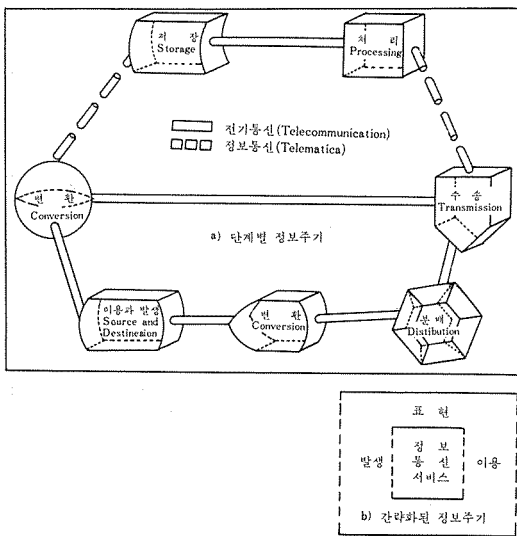 저 장
Storage
처 리
Processing
전기통신(Telecommunication)
정보통신(Telematica)
변 환
Conversion
수 송
Transmission
a) 단계별 정보주기
이용과 발생
Source and
Destinesion
변 환
Conversion
분 배
Distibution
표 현
발생
정 보
통 신
서비스
이용
b) 간략화된 정보주기